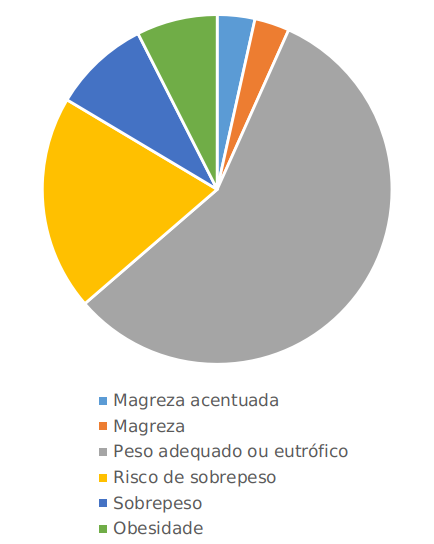 Magreza acentuada
Magreza
Peso adequado ou eutrófico
Risco de sobrepeso
Sobrepeso
Obesidade